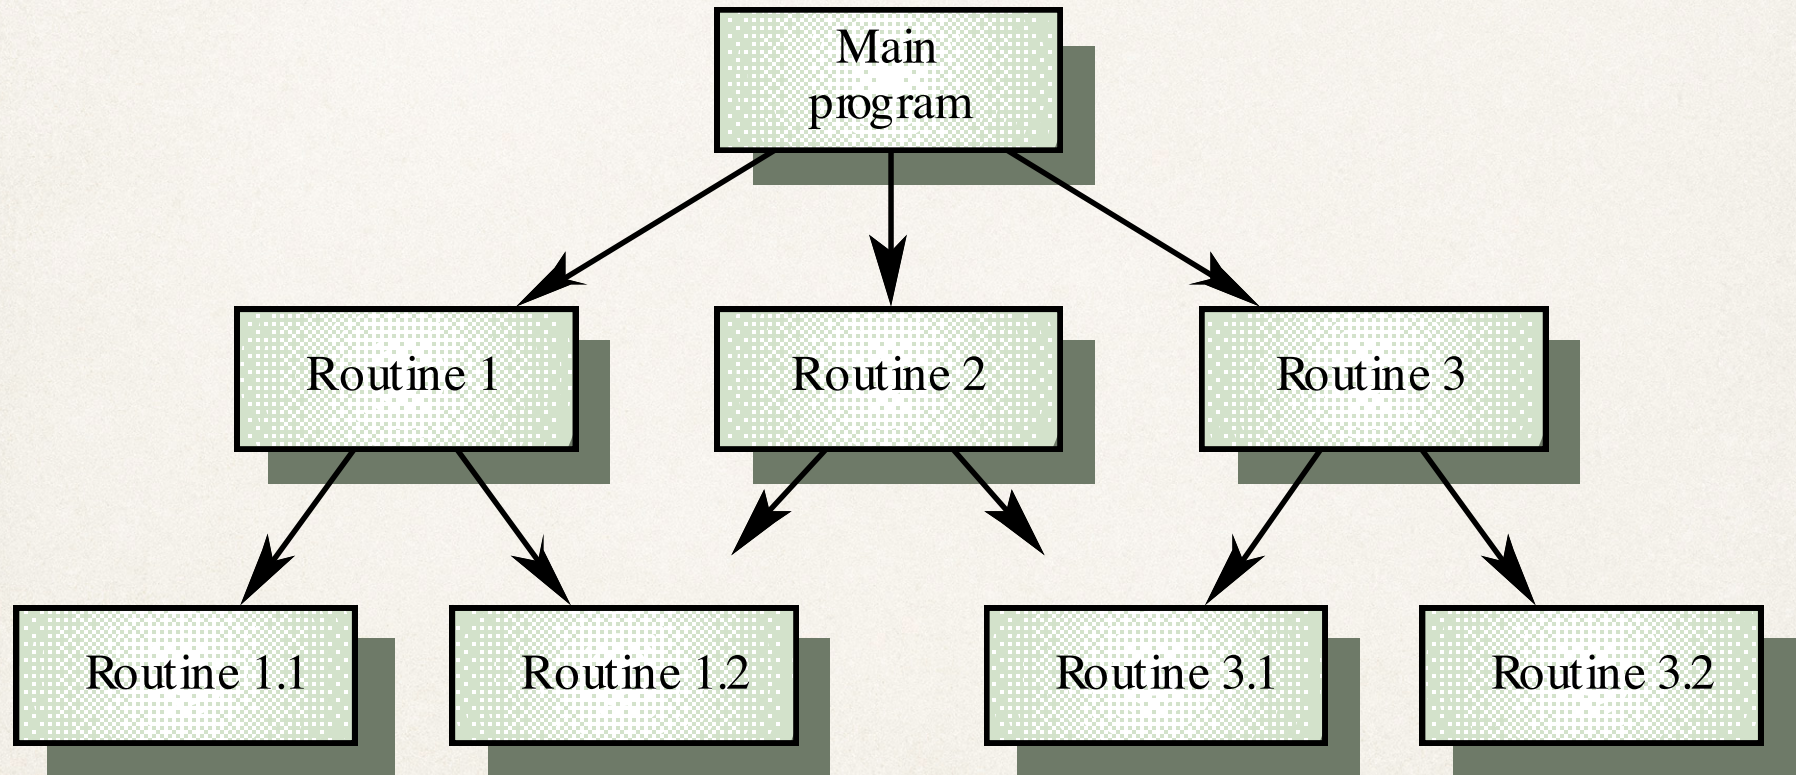 Main
program
Routine 1
Routine 2
Routine 3
Routine 1.1
Routine 1.2
Routine 3.1
Routine 3.2